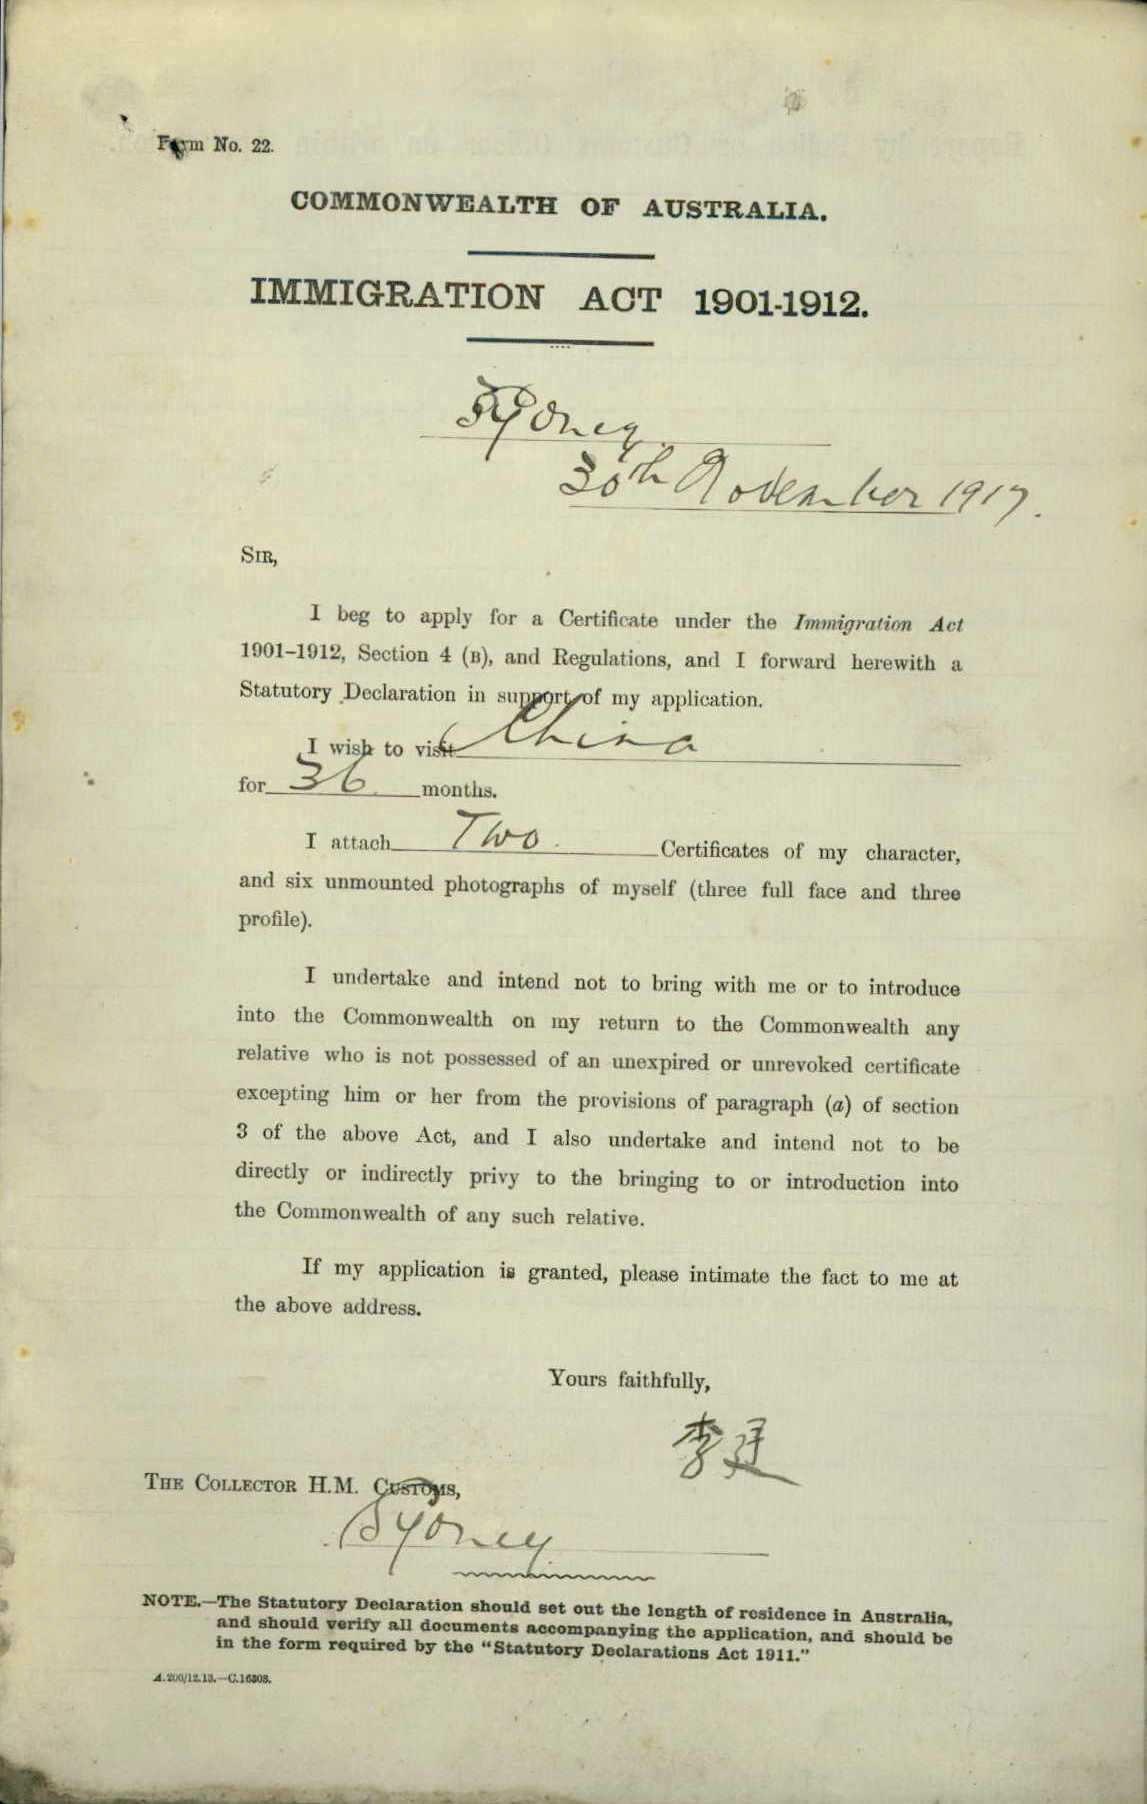 Form No. 22.
COMMONWEALTH OF AUSTRALIA.
IMMIGRATION ACT 1901-1912.
Sydney
30th November 1917.
SIR,
I beg to apply for a Certificate under the Immigration Act
1901–1912, Section 4 (B), and Regulations, and I forward herewith a
Statutory Declaration in support of my application.
I wish to visit China
for 36 months.
I attach Two Certificates of my character,
and six unmounted photographs of myself (three full face and three
profile).
I undertake and intend not to bring with me or to introduce
into the Commonwealth on my return to the Commonwealth any
relative who is not possessed of an unexpired or unrevoked certificate
excepting him or her from the provisions of paragraph (a) of section
3 of the above Act, and I also undertake and intend not to be
directly or indirectly privy to the bringing to or introduction into
the Commonwealth of any such relative.
If my application is granted, please intimate the fact to me at
the above address.
Yours faithfully,
李廷
THE COLLECTOR H.M. CUSTOMS,
Sydney
NOTE.—The Statutory Declaration should set out the length of residence in Australia,
and should verify all documents accompanying the application, and should be
in the form required by the "Statutory Declarations Act 1911."
A.200/12.13.—C.16308.